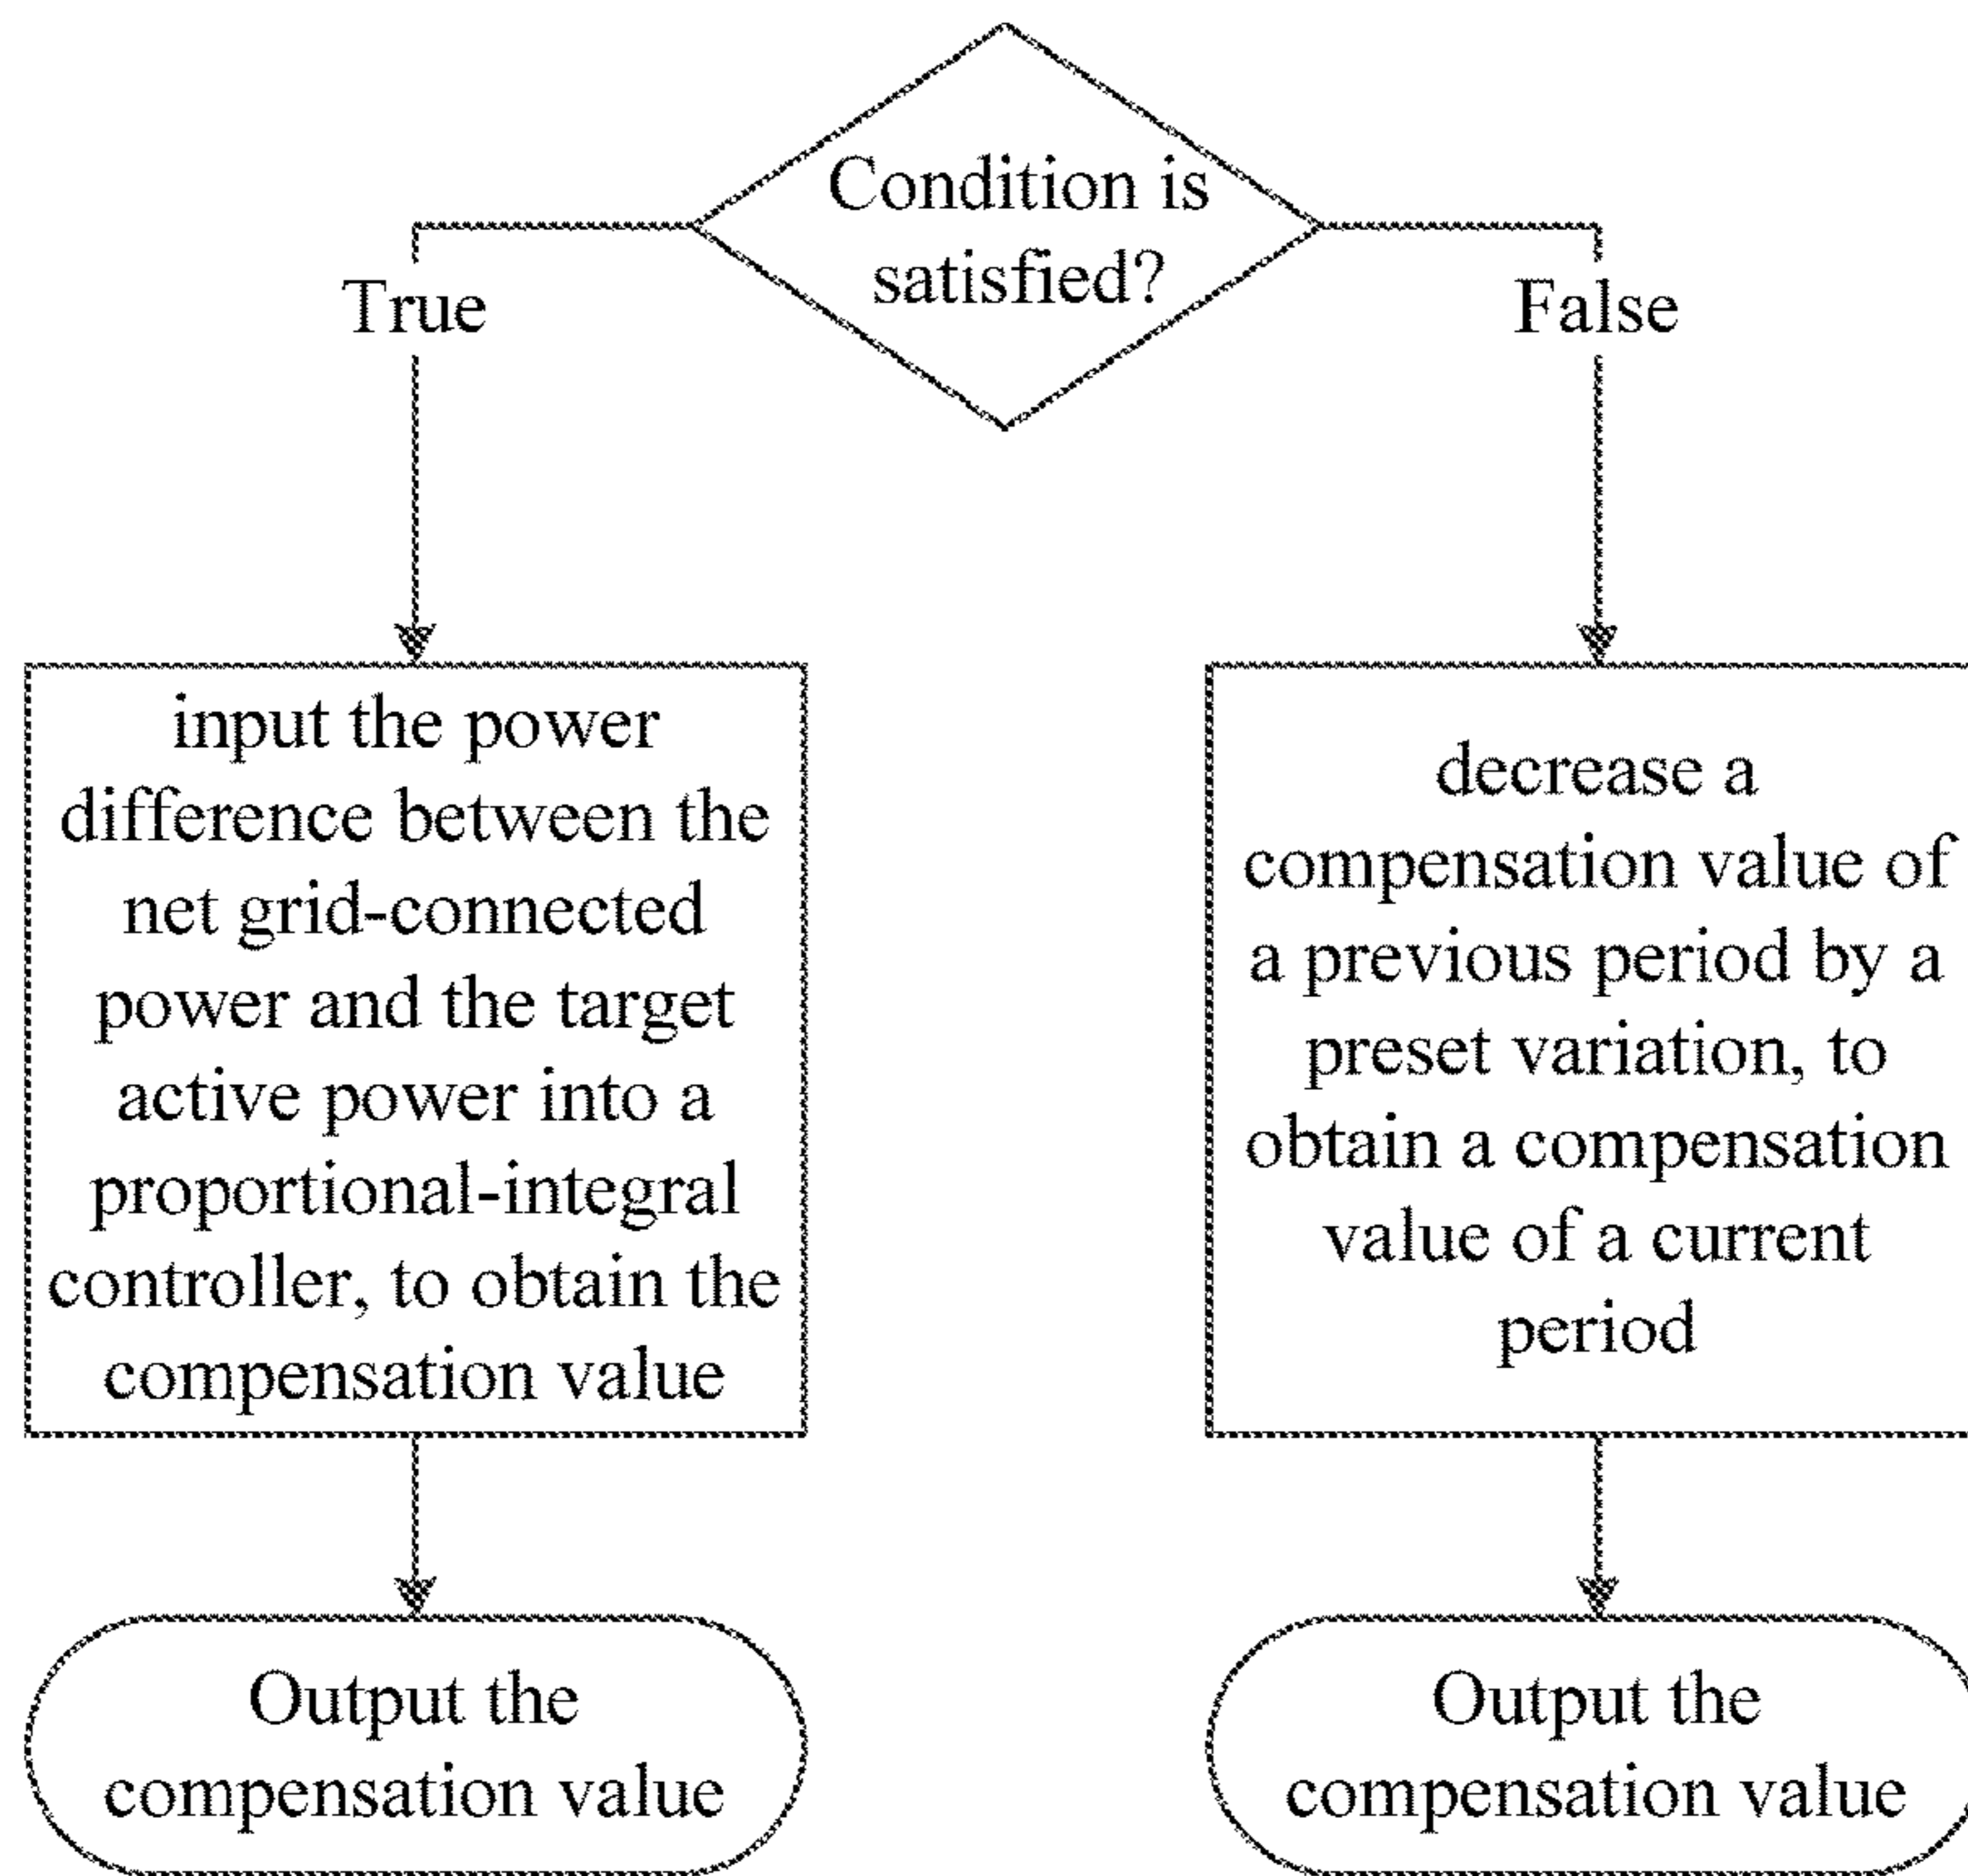 Condition is
satisfied?
True
False
input the power
difference between the
net grid-connected
power and the target
active power into a
proportional-integral
controller, to obtain the
compensation value
decrease a
compensation value of
a previous period by a
preset variation, to
obtain a compensation
value of a current
period
Output the
compensation value
Output the
compensation value